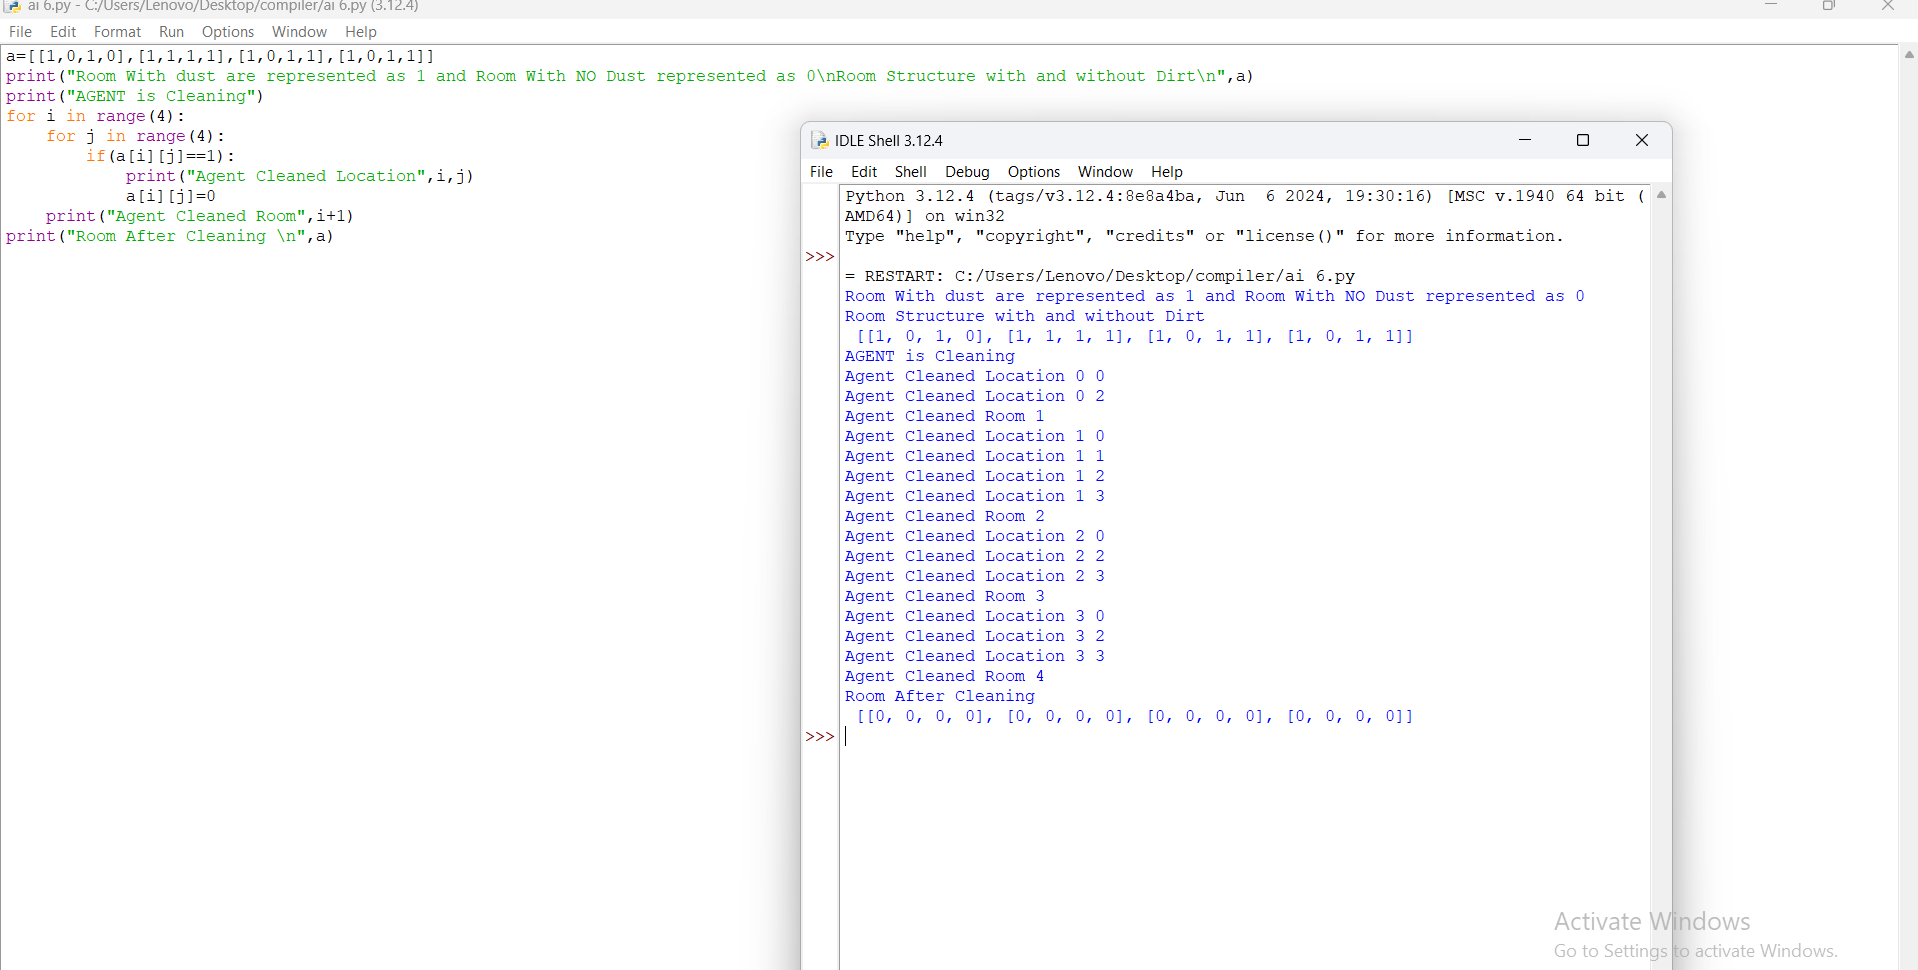 ai 6.py - C:/Users/Lenovo/Desktop/compiler/ai 6.py (3.12.4)
File Edit Format Run Options Window Help
a=[[1,0,1,0],[1,1,1,1],[1,0,1,1],[1,0,1,1]]
print("Room With dust are represented as 1 and Room With NO Dust represented as 0\nRoom Structure with and without Dirt\n",a)
print("AGENT is Cleaning")
for i in range(4):
    for j in range(4):
        if(a[i][j]==1):
            print("Agent Cleaned Location",i,j)
            a[i][j]=0
    print("Agent Cleaned Room",i+1)
print("Room After Cleaning \n",a)
IDLE Shell 3.12.4
File Edit Shell Debug Options Window Help
Python 3.12.4 (tags/v3.12.4:8e8a4ba, Jun  6 2024, 19:30:16) [MSC v.1940 64 bit (
AMD64)] on win32
Type "help", "copyright", "credits" or "license()" for more information.
>>>
= RESTART: C:/Users/Lenovo/Desktop/compiler/ai 6.py
Room With dust are represented as 1 and Room With NO Dust represented as 0
Room Structure with and without Dirt
 [[1, 0, 1, 0], [1, 1, 1, 1], [1, 0, 1, 1], [1, 0, 1, 1]]
AGENT is Cleaning
Agent Cleaned Location 0 0
Agent Cleaned Location 0 2
Agent Cleaned Room 1
Agent Cleaned Location 1 0
Agent Cleaned Location 1 1
Agent Cleaned Location 1 2
Agent Cleaned Location 1 3
Agent Cleaned Room 2
Agent Cleaned Location 2 0
Agent Cleaned Location 2 2
Agent Cleaned Location 2 3
Agent Cleaned Room 3
Agent Cleaned Location 3 0
Agent Cleaned Location 3 2
Agent Cleaned Location 3 3
Agent Cleaned Room 4
Room After Cleaning
 [[0, 0, 0, 0], [0, 0, 0, 0], [0, 0, 0, 0], [0, 0, 0, 0]]
>>>
Activate Windows
Go to Settings to activate Windows.